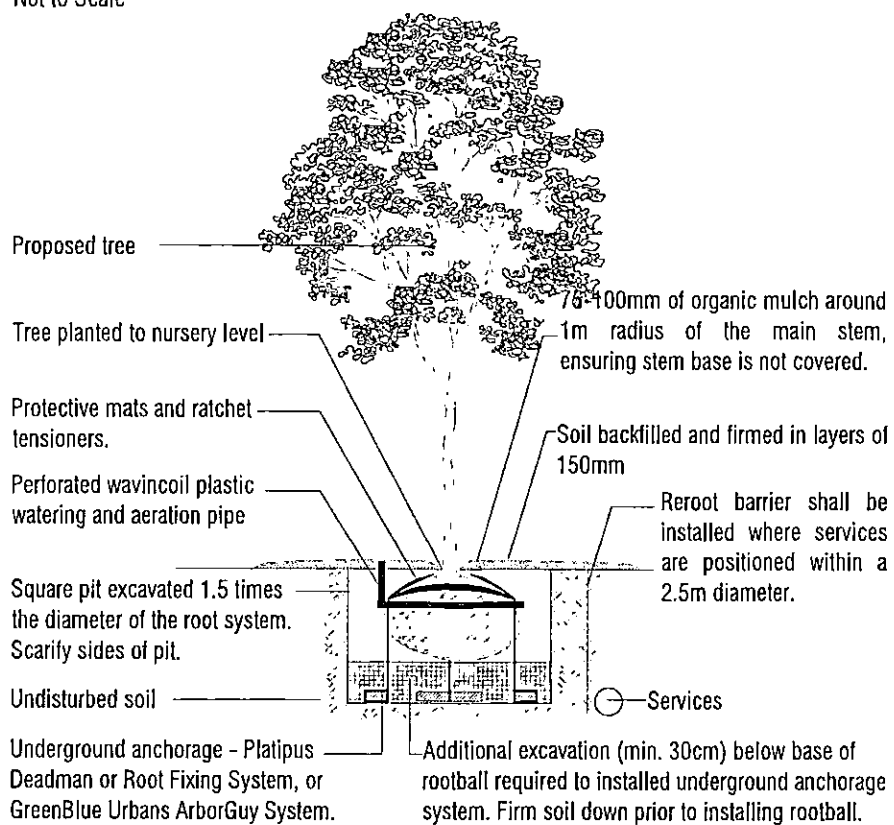 Not to Scale
Proposed tree
Tree planted to nursery level
Protective mats and ratchet
tensioners.
Perforated wavincoil plastic
watering and aeration pipe
Square pit excavated 1.5 times
the diameter of the root system.
Scarify sides of pit.
Undisturbed soil
Underground anchorage - Platipus
Deadman or Root Fixing System, or
GreenBlue Urbans ArborGuy System.
75-100mm of organic mulch around
1m radius of the main stem,
ensuring stem base is not covered.
Soil backfilled and firmed in layers of
150mm
Reroot barrier shall be
installed where services
are positioned within a
2.5m diameter.
Services
Additional excavation (min. 30cm) below base of
rootball required to installed underground anchorage
system. Firm soil down prior to installing rootball.